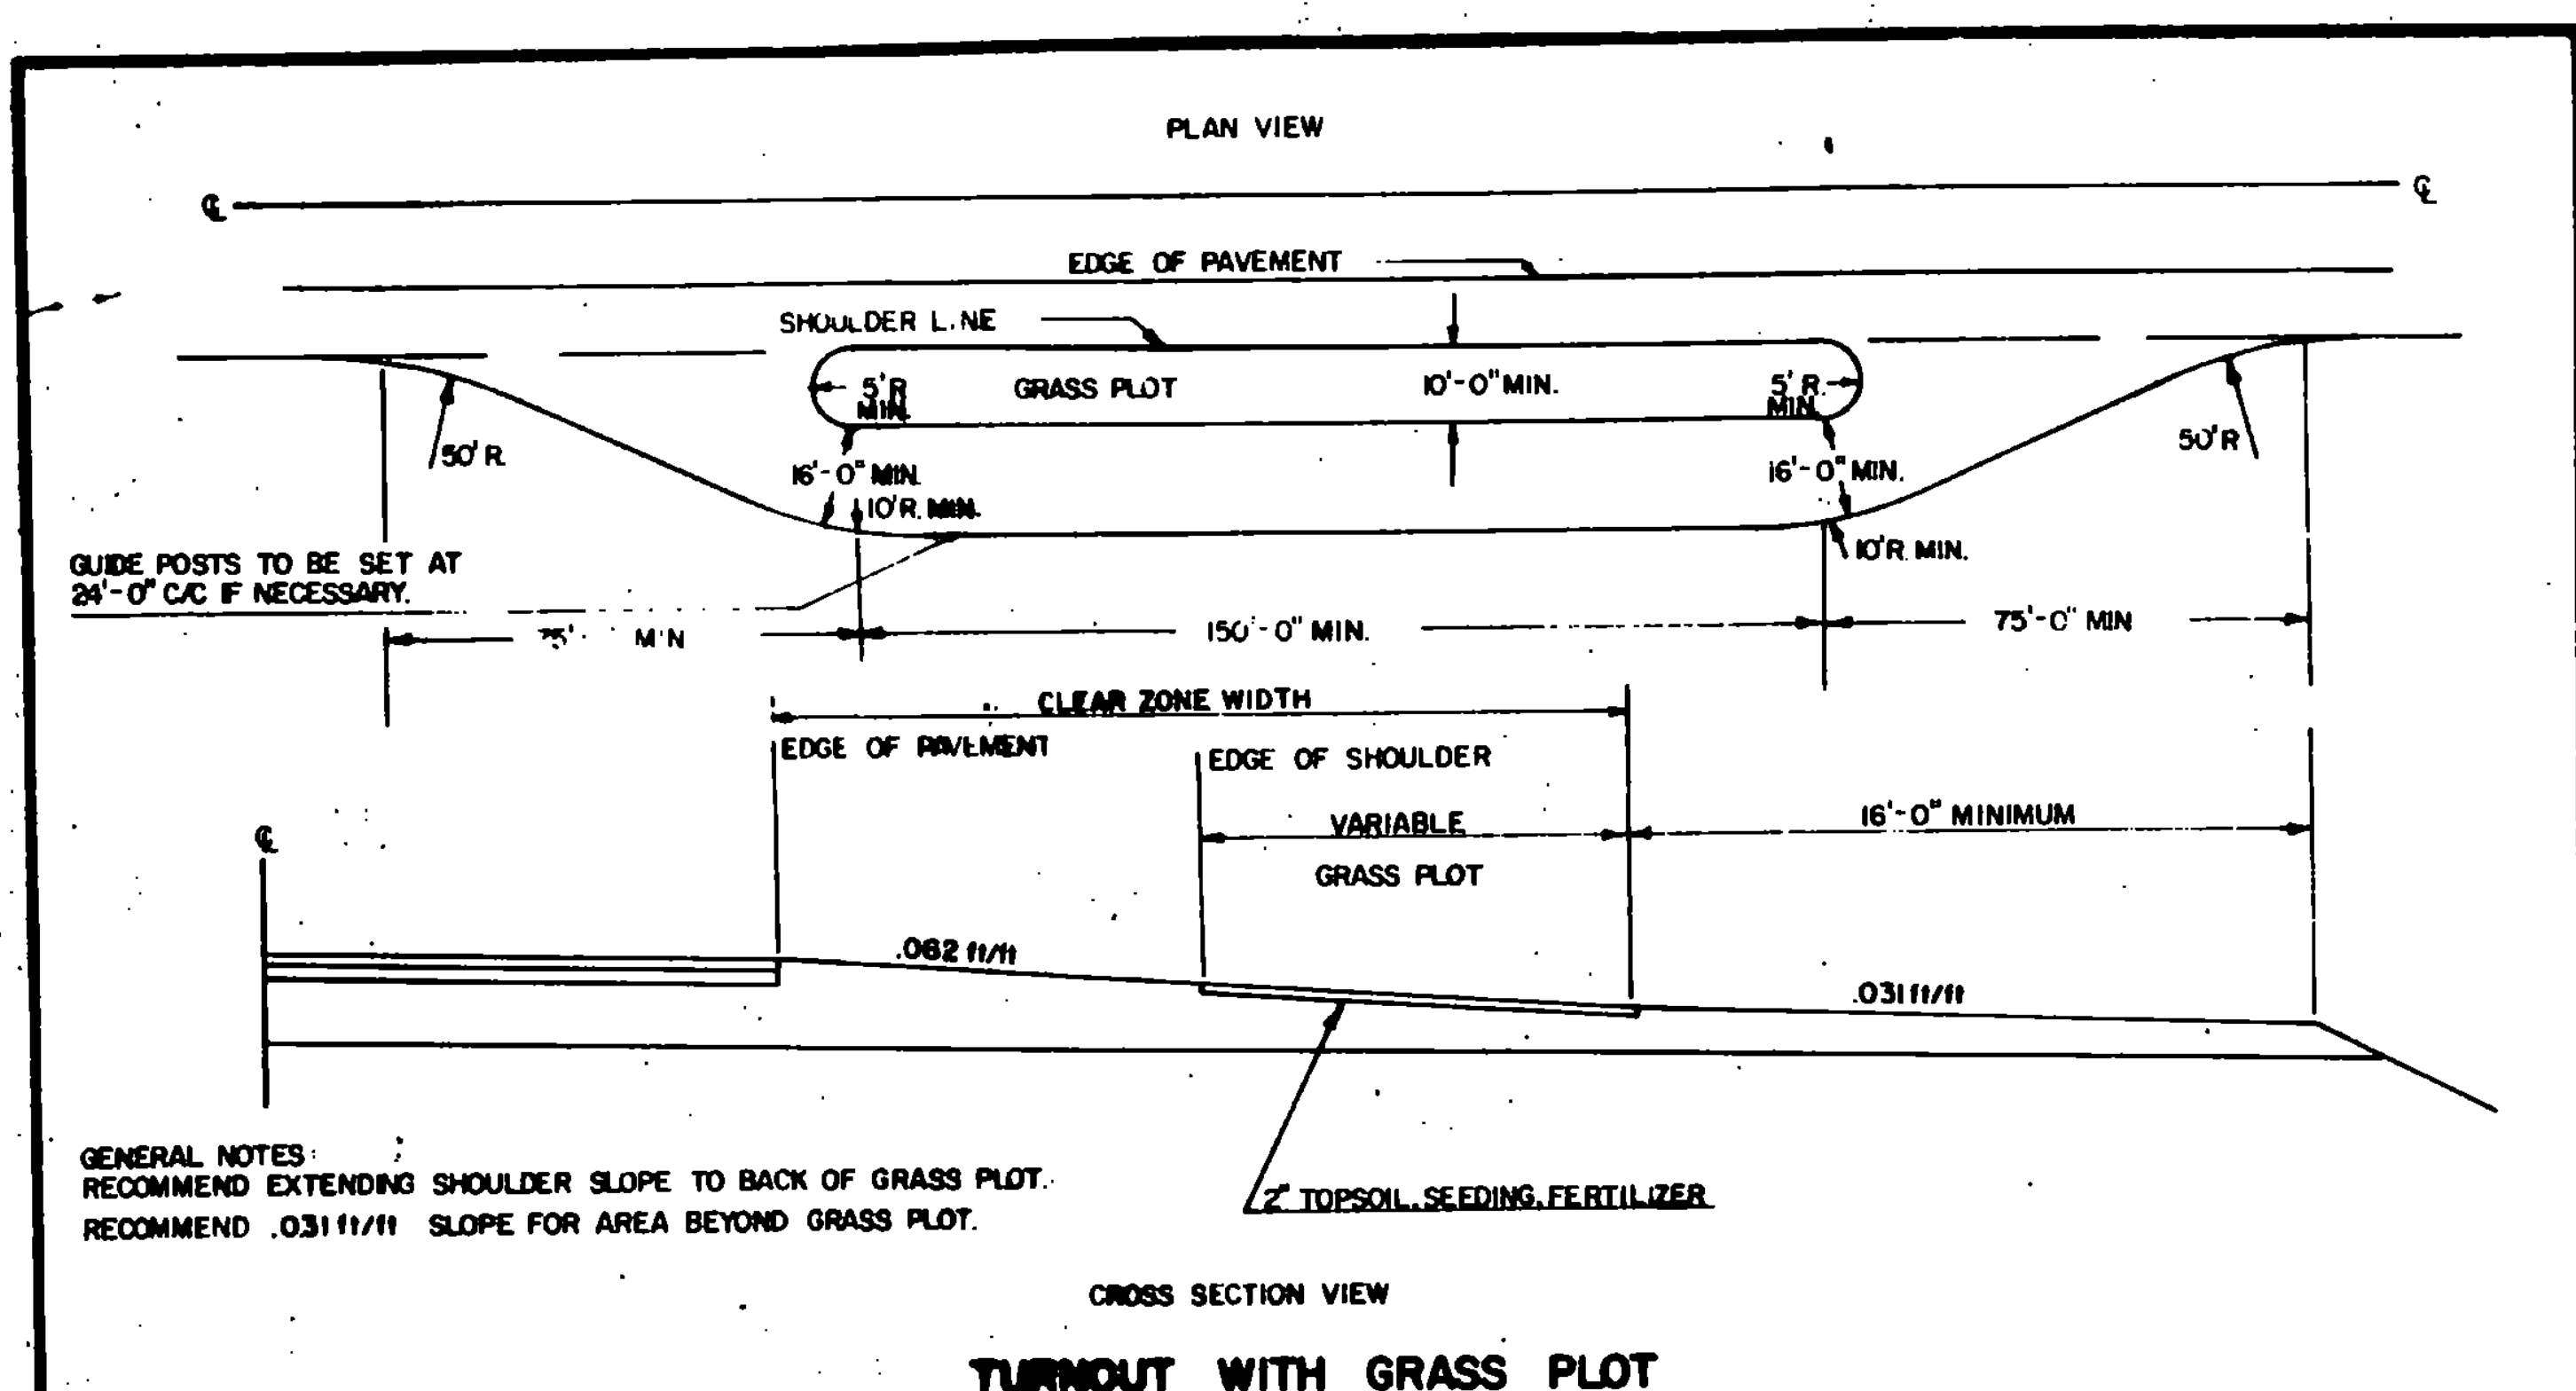 PLAN VIEW
℄ ℄
EDGE OF PAVEMENT
SHOULDER LINE
5' R. MIN.
GRASS PLOT
10'-0" MIN.
5' R. MIN.
50' R.
50' R
16'-0" MIN.
16'-0" MIN.
10' R. MIN.
10' R. MIN.
GUIDE POSTS TO BE SET AT
24'-0" C/C IF NECESSARY.
75' MIN
150'-0" MIN.
75'-0" MIN
CLEAR ZONE WIDTH
EDGE OF PAVEMENT
EDGE OF SHOULDER
VARIABLE
16'-0" MINIMUM
℄
GRASS PLOT
.062 ft/ft
.031 ft/ft
GENERAL NOTES:
RECOMMEND EXTENDING SHOULDER SLOPE TO BACK OF GRASS PLOT.
RECOMMEND .031 ft/ft SLOPE FOR AREA BEYOND GRASS PLOT.
2" TOPSOIL, SEEDING, FERTILIZER
CROSS SECTION VIEW
TURNOUT WITH GRASS PLOT